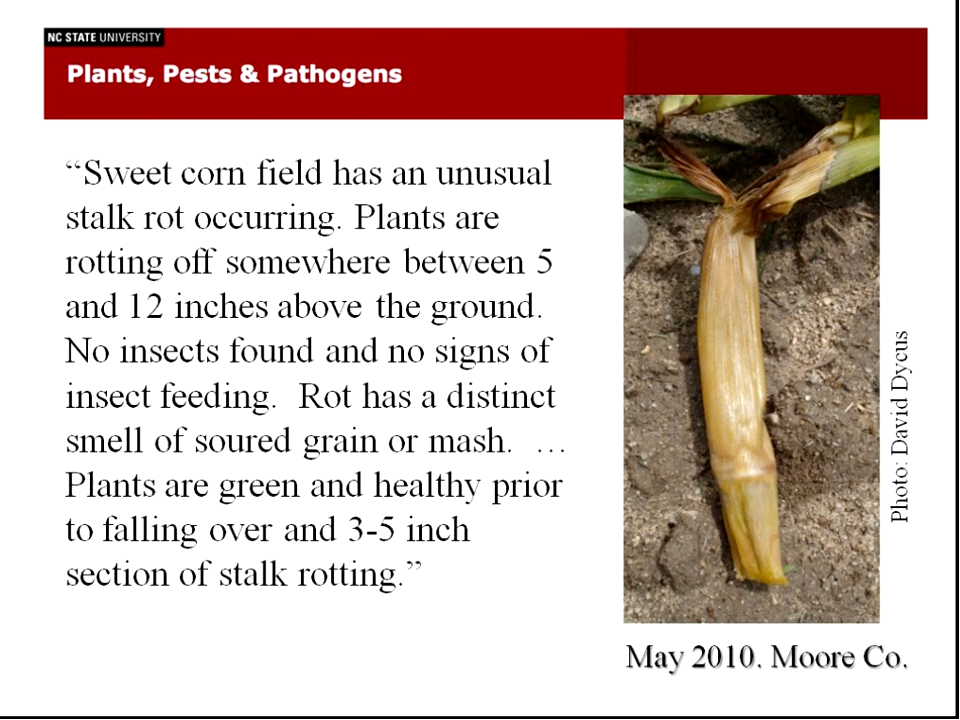 NC STATE UNIVERSITY
Plants, Pests & Pathogens
“Sweet corn field has an unusual
stalk rot occurring. Plants are
rotting off somewhere between 5
and 12 inches above the ground.
No insects found and no signs of
insect feeding.  Rot has a distinct
smell of soured grain or mash.  …
Plants are green and healthy prior
to falling over and 3-5 inch
section of stalk rotting.”
Photo: David Dycus
May 2010. Moore Co.